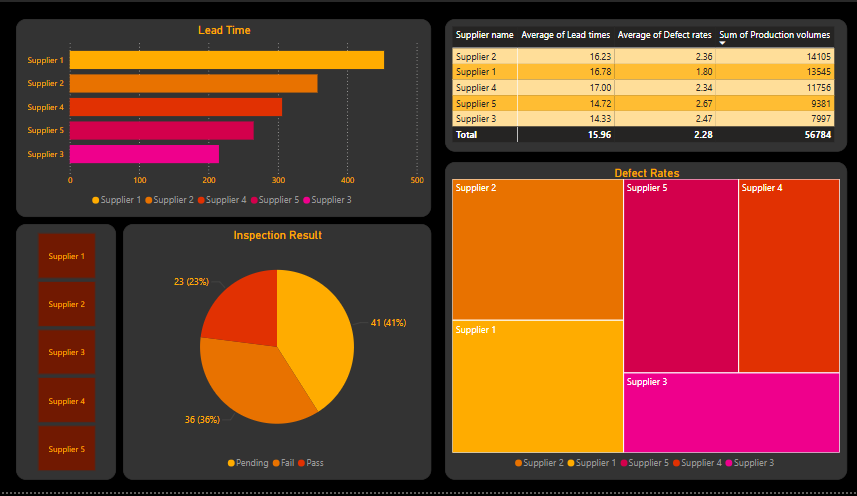 Lead Time
Supplier 1
Supplier 2
Supplier 4
Supplier 5
Supplier 3
0 100 200 300 400 500
Supplier 1 Supplier 2 Supplier 4 Supplier 5 Supplier 3
Supplier name Average of Lead times Average of Defect rates Sum of Production volumes
Supplier 2 16.23 2.36 14105
Supplier 1 16.78 1.80 13545
Supplier 4 17.00 2.34 11756
Supplier 5 14.72 2.67 9381
Supplier 3 14.33 2.47 7997
Total 15.96 2.28 56784
Supplier 1
Supplier 2
Supplier 3
Supplier 4
Supplier 5
Inspection Result
23 (23%)
41 (41%)
36 (36%)
Pending Fail Pass
Defect Rates
Supplier 2 Supplier 5 Supplier 4
Supplier 1
Supplier 3
Supplier 2 Supplier 1 Supplier 5 Supplier 4 Supplier 3